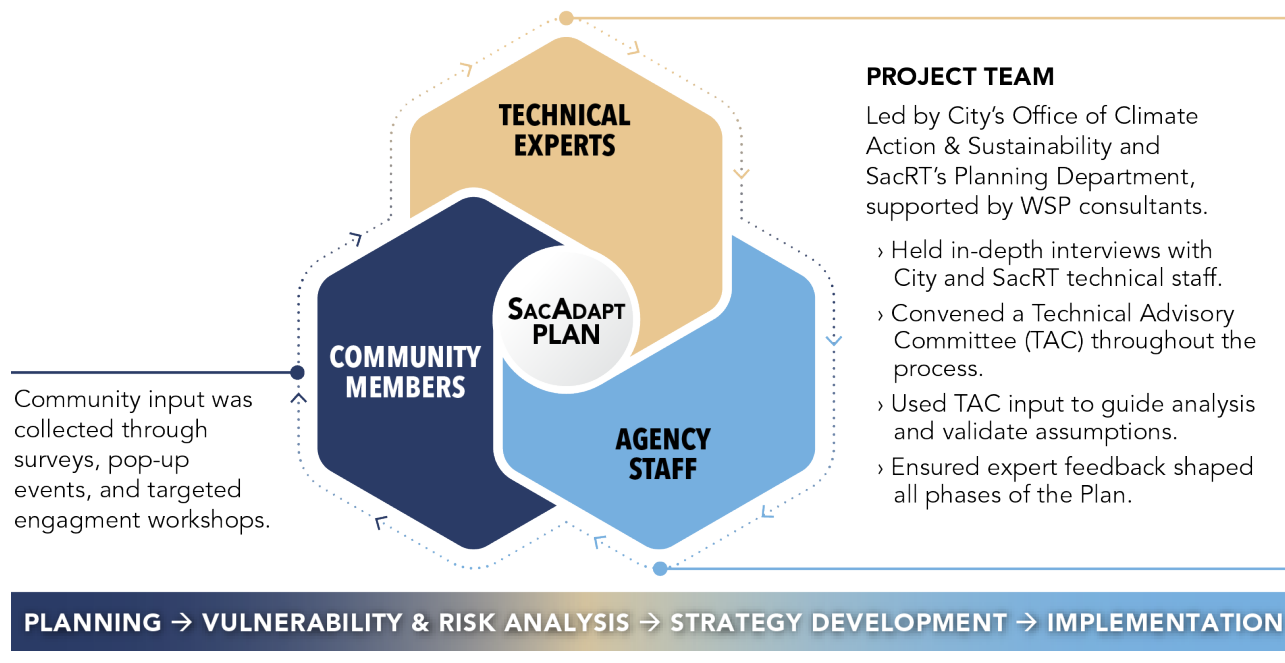 TECHNICAL
EXPERTS
COMMUNITY
MEMBERS
SACADAPT
PLAN
AGENCY
STAFF
Community input was
collected through
surveys, pop-up
events, and targeted
engagment workshops.
PROJECT TEAM
Led by City’s Office of Climate
Action & Sustainability and
SacRT’s Planning Department,
supported by WSP consultants.
› Held in-depth interviews with
City and SacRT technical staff.
› Convened a Technical Advisory
Committee (TAC) throughout the
process.
› Used TAC input to guide analysis
and validate assumptions.
› Ensured expert feedback shaped
all phases of the Plan.
PLANNING → VULNERABILITY & RISK ANALYSIS → STRATEGY DEVELOPMENT → IMPLEMENTATION